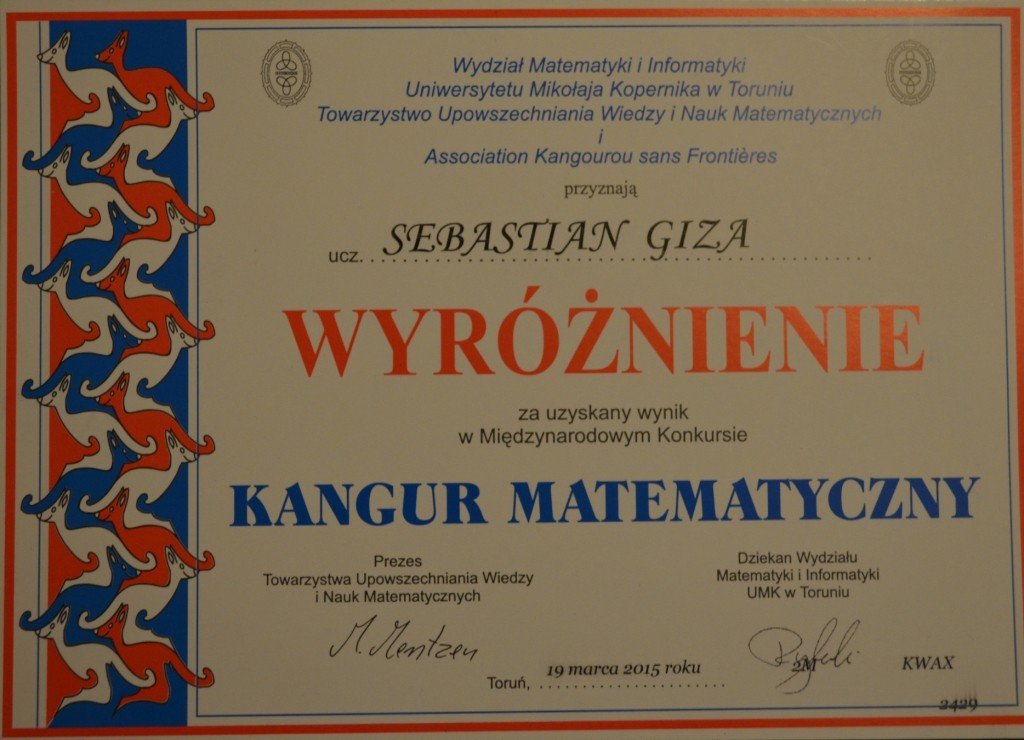 Wydział Matematyki i Informatyki
Uniwersytetu Mikołaja Kopernika w Toruniu
Towarzystwo Upowszechniania Wiedzy i Nauk Matematycznych
i
Association Kangourou sans Frontières
przyznają
ucz. SEBASTIAN GIZA
WYRÓŻNIENIE
za uzyskany wynik
w Międzynarodowym Konkursie
KANGUR MATEMATYCZNY
Prezes
Towarzystwa Upowszechniania Wiedzy
i Nauk Matematycznych
Dziekan Wydziału
Matematyki i Informatyki
UMK w Toruniu
M. Mentzen
Toruń, 19 marca 2015 roku
2M KWAX
2429